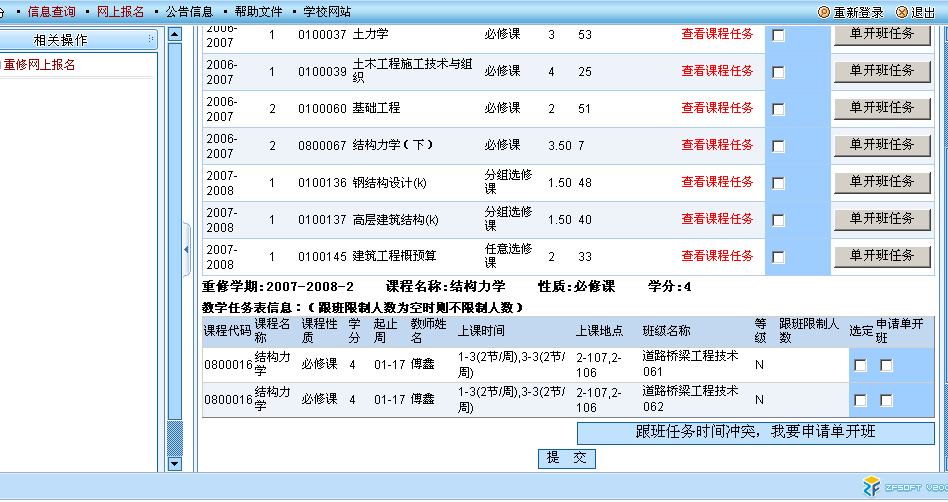 台 · 信息查询 · 网上报名 · 公告信息 · 帮助文件 · 学校网站 重新登录 退出
相关操作
重修网上报名
2006-2007 1 0100037 土力学 必修课 3 53 查看课程任务 单开班任务
2006-2007 1 0100039 土木工程施工技术与组织 必修课 4 25 查看课程任务 单开班任务
2006-2007 2 0100060 基础工程 必修课 2 51 查看课程任务 单开班任务
2006-2007 2 0800067 结构力学(下) 必修课 3.50 7 查看课程任务 单开班任务
2007-2008 1 0100136 钢结构设计(k) 分组选修课 1.50 48 查看课程任务 单开班任务
2007-2008 1 0100137 高层建筑结构(k) 分组选修课 1.50 40 查看课程任务 单开班任务
2007-2008 1 0100145 建筑工程概预算 任意选修课 2 33 查看课程任务 单开班任务
重修学期:2007-2008-2 课程名称:结构力学 性质:必修课 学分:4
教学任务表信息:(跟班限制人数为空时则不限制人数)
课程代码 课程名称 课程性质 学分 起止周 教师姓名 上课时间 上课地点 班级名称 等级 跟班限制人数 选定 申请单开班
0800016 结构力学 必修课 4 01-17 傅鑫 1-3(2节/周),3-3(2节/周) 2-107,2-106 道路桥梁工程技术061 N
0800016 结构力学 必修课 4 01-17 傅鑫 1-3(2节/周),3-3(2节/周) 2-107,2-106 道路桥梁工程技术062 N
跟班任务时间冲突，我要申请单开班
提 交
ZFSOFT